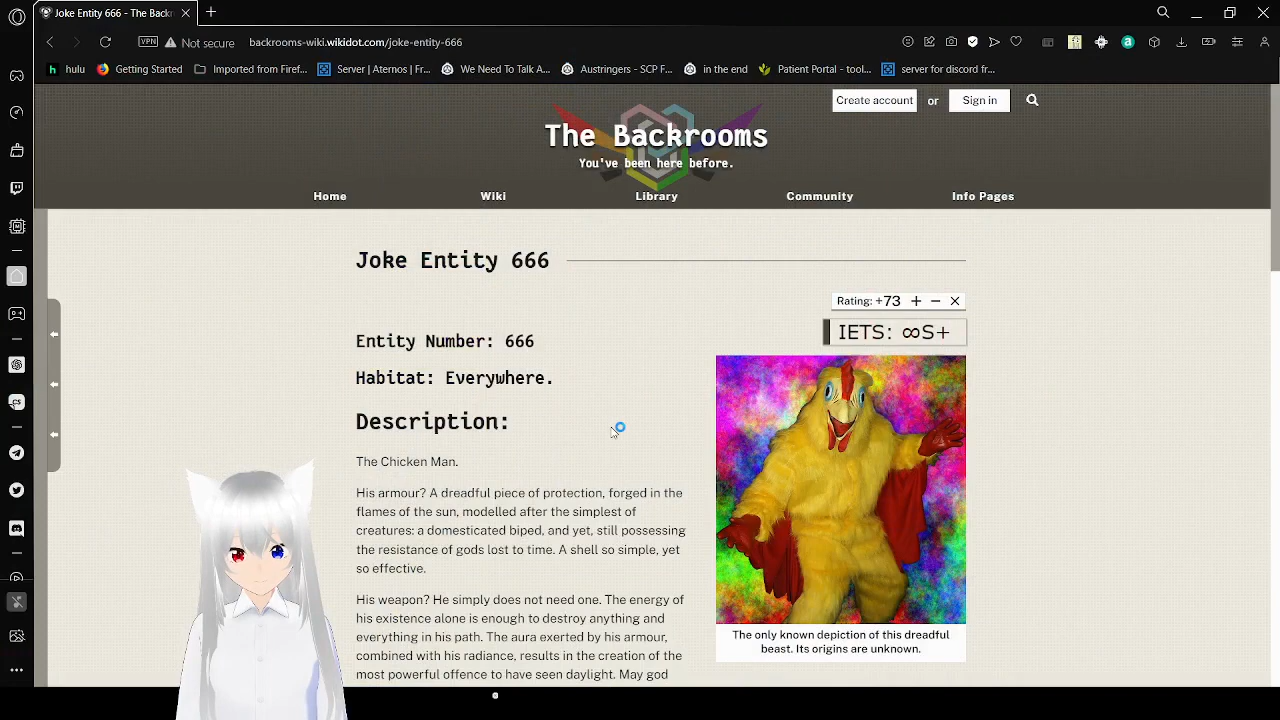 Joke Entity 666 - The Back
VPN
Not secure
backrooms-wiki.wikidot.com/joke-entity-666
h hulu
Getting Started
Imported from Firef...
Server | Aternos | Fr...
We Need To Talk A...
Austringers - SCP F...
in the end
Patient Portal - tool...
server for discord fr...
Create account or Sign in
The Backrooms
You've been here before.
Home Wiki Library Community Info Pages
Joke Entity 666
Rating: +73 + − ×
IETS: ∞S+
Entity Number: 666
Habitat: Everywhere.
Description:
The Chicken Man.
His armour? A dreadful piece of protection, forged in the
flames of the sun, modelled after the simplest of
creatures: a domesticated biped, and yet, still possessing
the resistance of gods lost to time. A shell so simple, yet
so effective.
His weapon? He simply does not need one. The energy of
his existence alone is enough to destroy anything and
everything in his path. The aura exerted by his armour,
combined with his radiance, results in the creation of the
most powerful offence to have seen daylight. May god
The only known depiction of this dreadful
beast. Its origins are unknown.